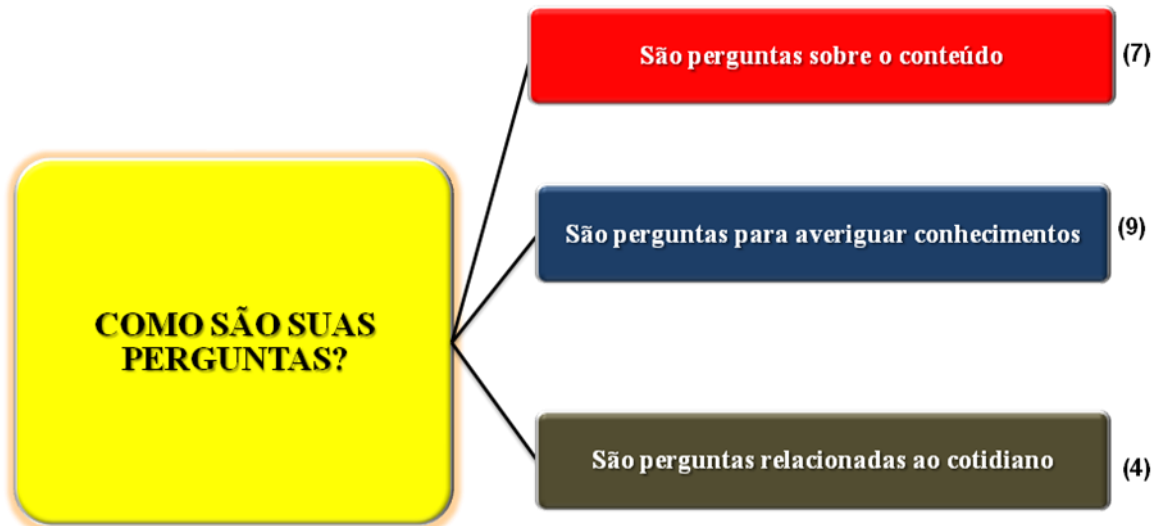 São perguntas sobre o conteúdo (7)
São perguntas para averiguar conhecimentos (9)
COMO SÃO SUAS
PERGUNTAS?
São perguntas relacionadas ao cotidiano (4)